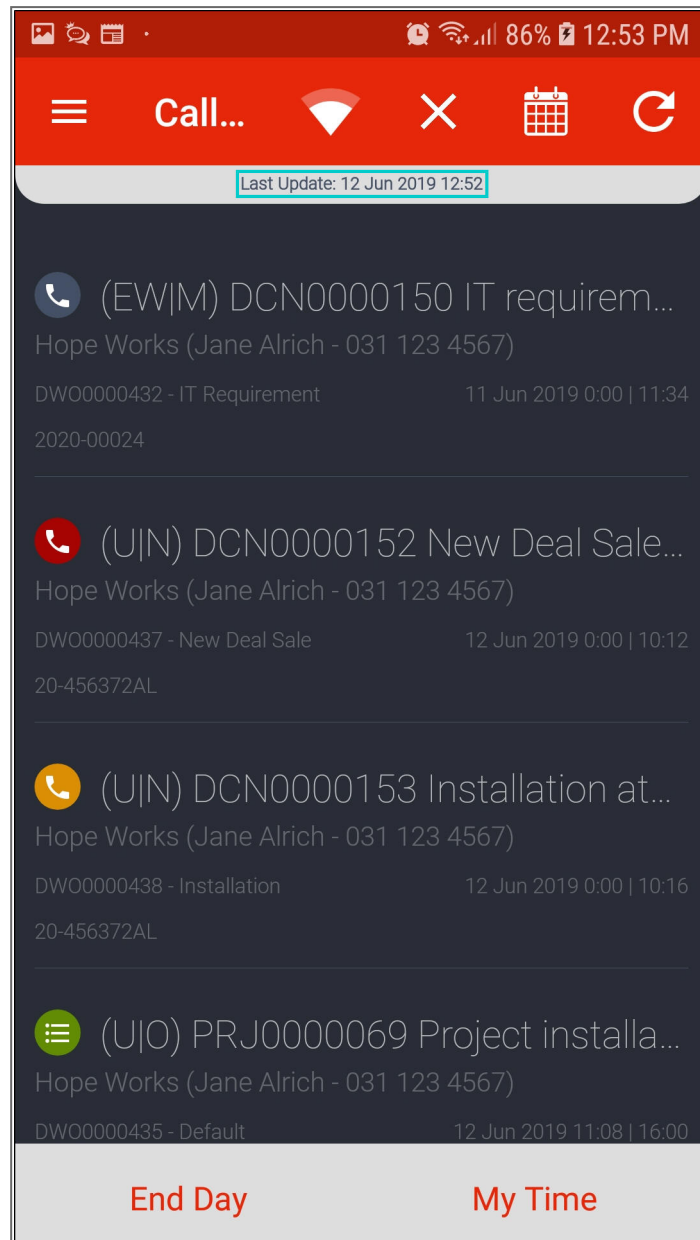 86% 12:53 PM
Call...
Last Update: 12 Jun 2019 12:52
(EW|M) DCN0000150 IT requirem...
Hope Works (Jane Alrich - 031 123 4567)
DWO0000432 - IT Requirement 11 Jun 2019 0:00 | 11:34
2020-00024
(U|N) DCN0000152 New Deal Sale...
Hope Works (Jane Alrich - 031 123 4567)
DWO0000437 - New Deal Sale 12 Jun 2019 0:00 | 10:12
20-456372AL
(U|N) DCN0000153 Installation at...
Hope Works (Jane Alrich - 031 123 4567)
DWO0000438 - Installation 12 Jun 2019 0:00 | 10:16
20-456372AL
(U|O) PRJ0000069 Project installa...
Hope Works (Jane Alrich - 031 123 4567)
DWO0000435 - Default 12 Jun 2019 11:08 | 16:00
End Day My Time